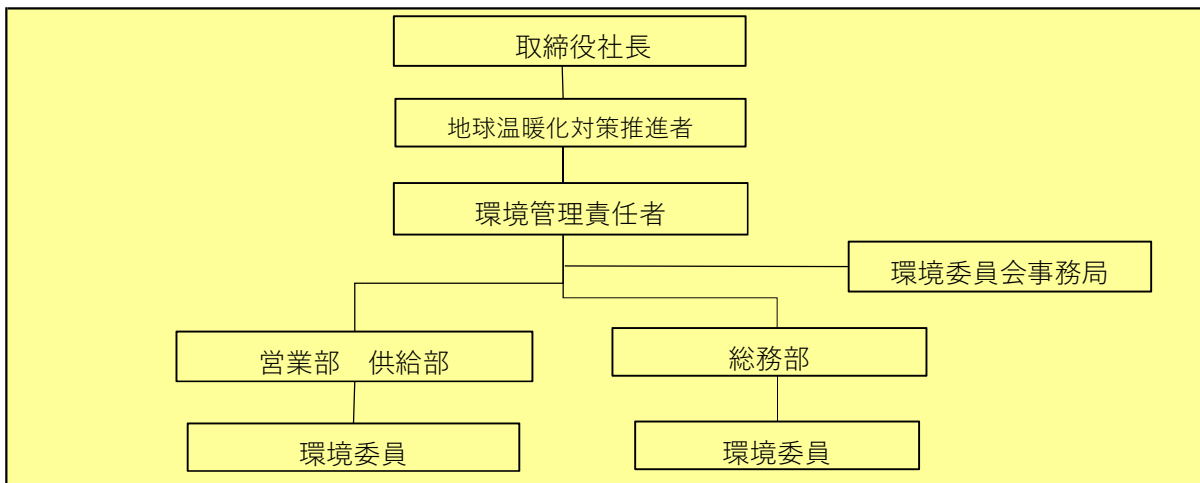 取締役社長
地球温暖化対策推進者
環境管理責任者
環境委員会事務局
営業部　供給部
総務部
環境委員
環境委員